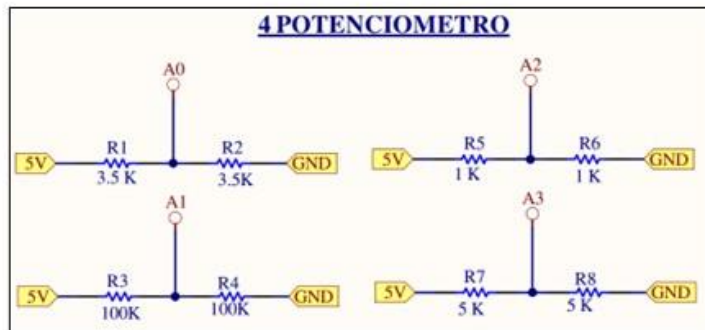 4 POTENCIOMETRO
A0
5V
R1
3.5 K
R2
3.5K
GND
A2
5V
R5
1 K
R6
1 K
GND
A1
5V
R3
100K
R4
100K
GND
A3
5V
R7
5 K
R8
5 K
GND